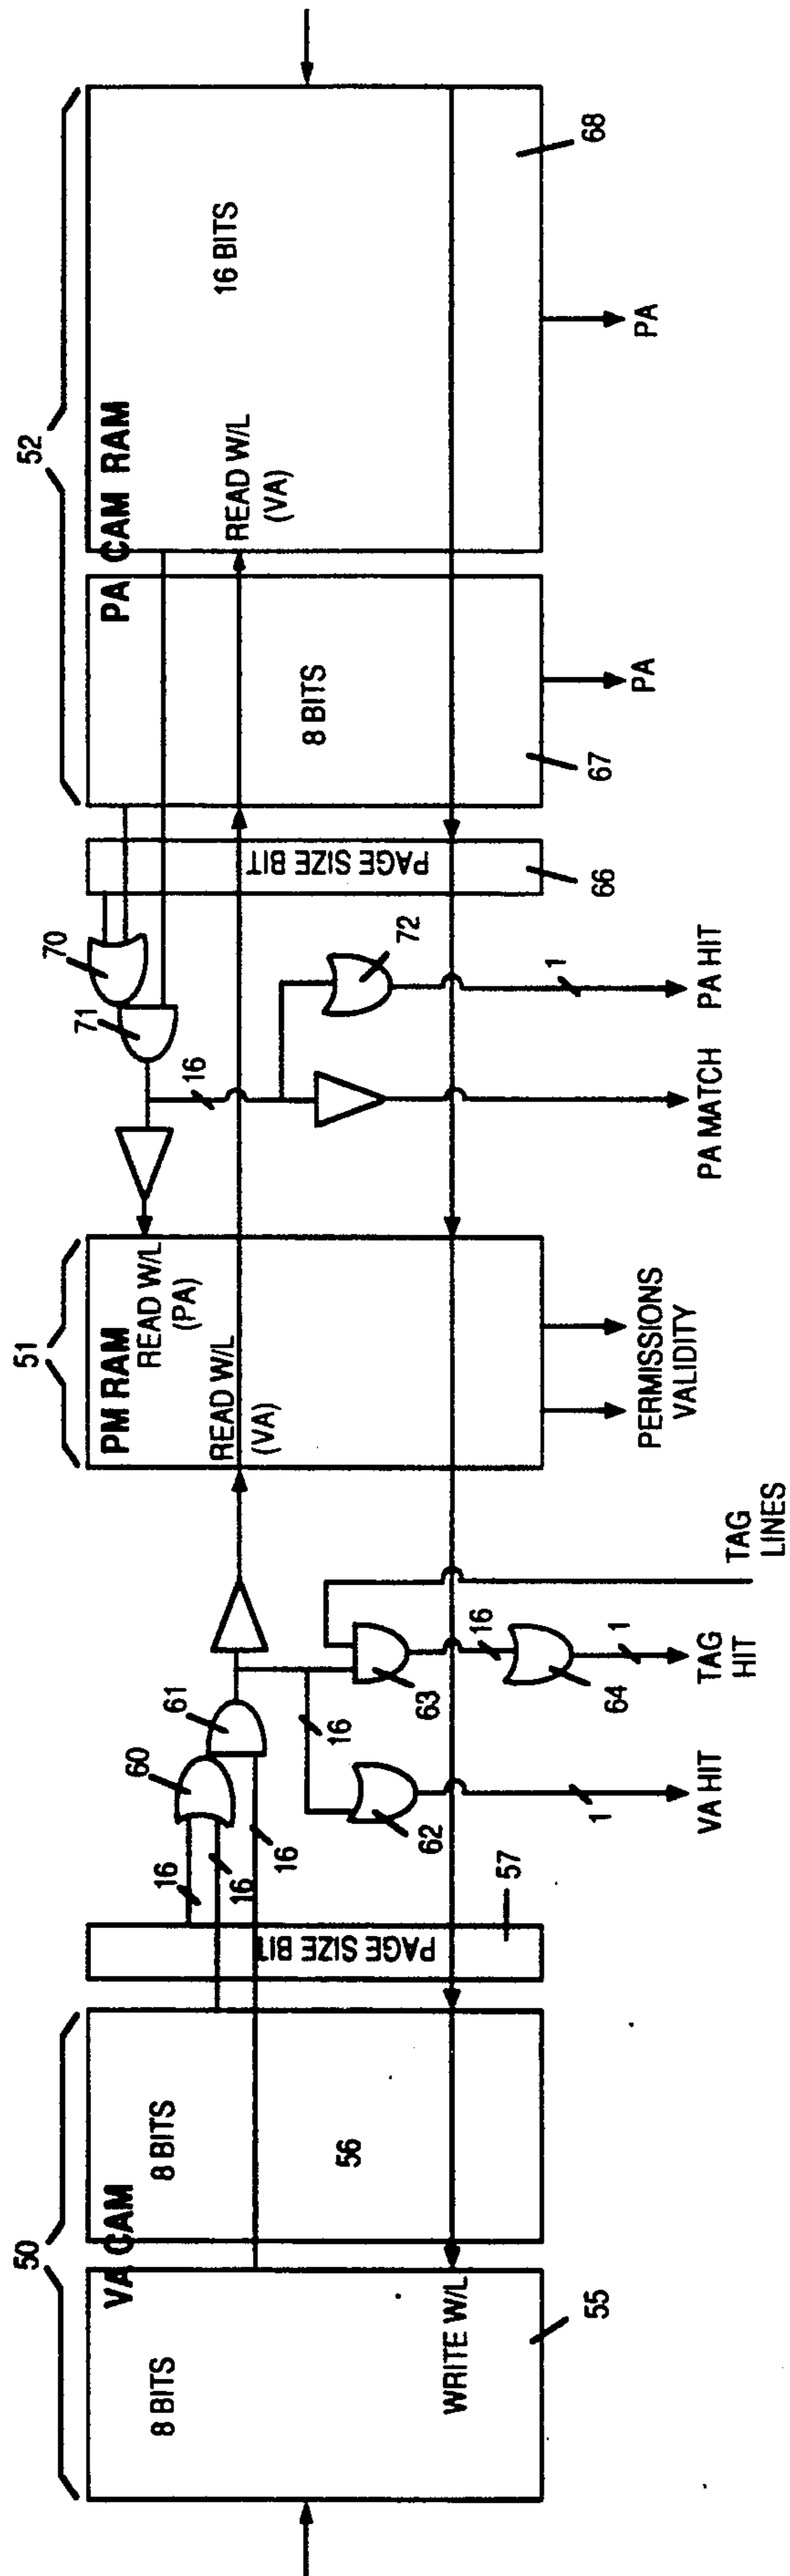 50
VA CAM
8 BITS
8 BITS
56
WRITE W/L
55
PAGE SIZE BIT
57
16
16
16
60
61
16
62
63
16
64
1
1
VA HIT
TAG
HIT
TAG
LINES
51
PM RAM
READ W/L
(PA)
READ W/L
(VA)
PERMISSIONS
VALIDITY
70
71
16
72
1
PA MATCH
PA HIT
PAGE SIZE BIT
66
52
PA CAM RAM
8 BITS
67
PA
READ W/L
(VA)
16 BITS
68
PA